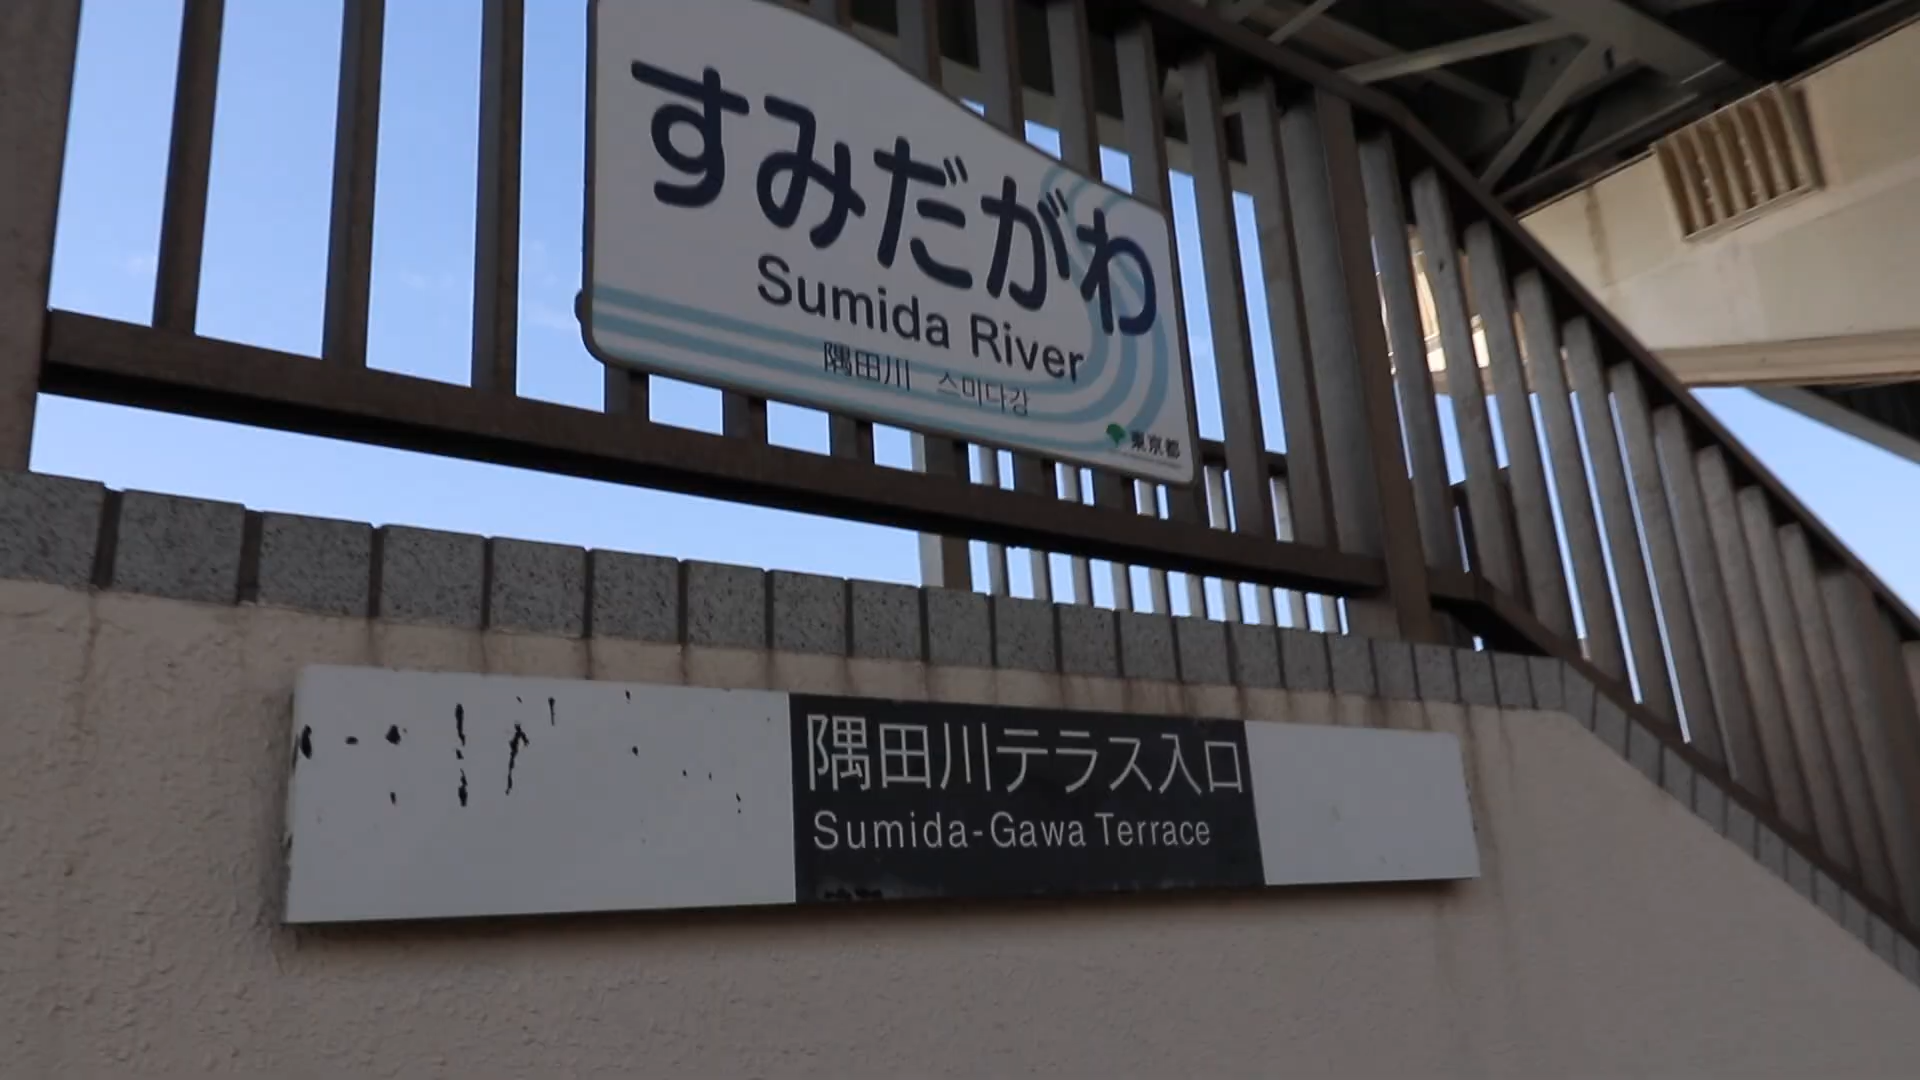 すみだがわ
Sumida River
隅田川 스미다강
東京都
隅田川テラス入口
Sumida-Gawa Terrace